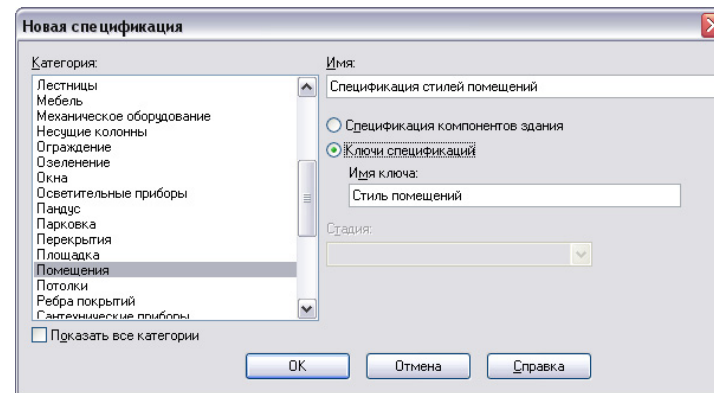 Новая спецификация
Категория:
Лестницы
Мебель
Механическое оборудование
Несущие колонны
Ограждение
Озеленение
Окна
Осветительные приборы
Пандус
Парковка
Перекрытия
Площадка
Помещения
Потолки
Ребра покрытий
Сантехнические приборы
Показать все категории
Имя:
Спецификация стилей помещений
Спецификация компонентов здания
Ключи спецификаций
Имя ключа:
Стиль помещений
Стадия:
OK
Отмена
Справка